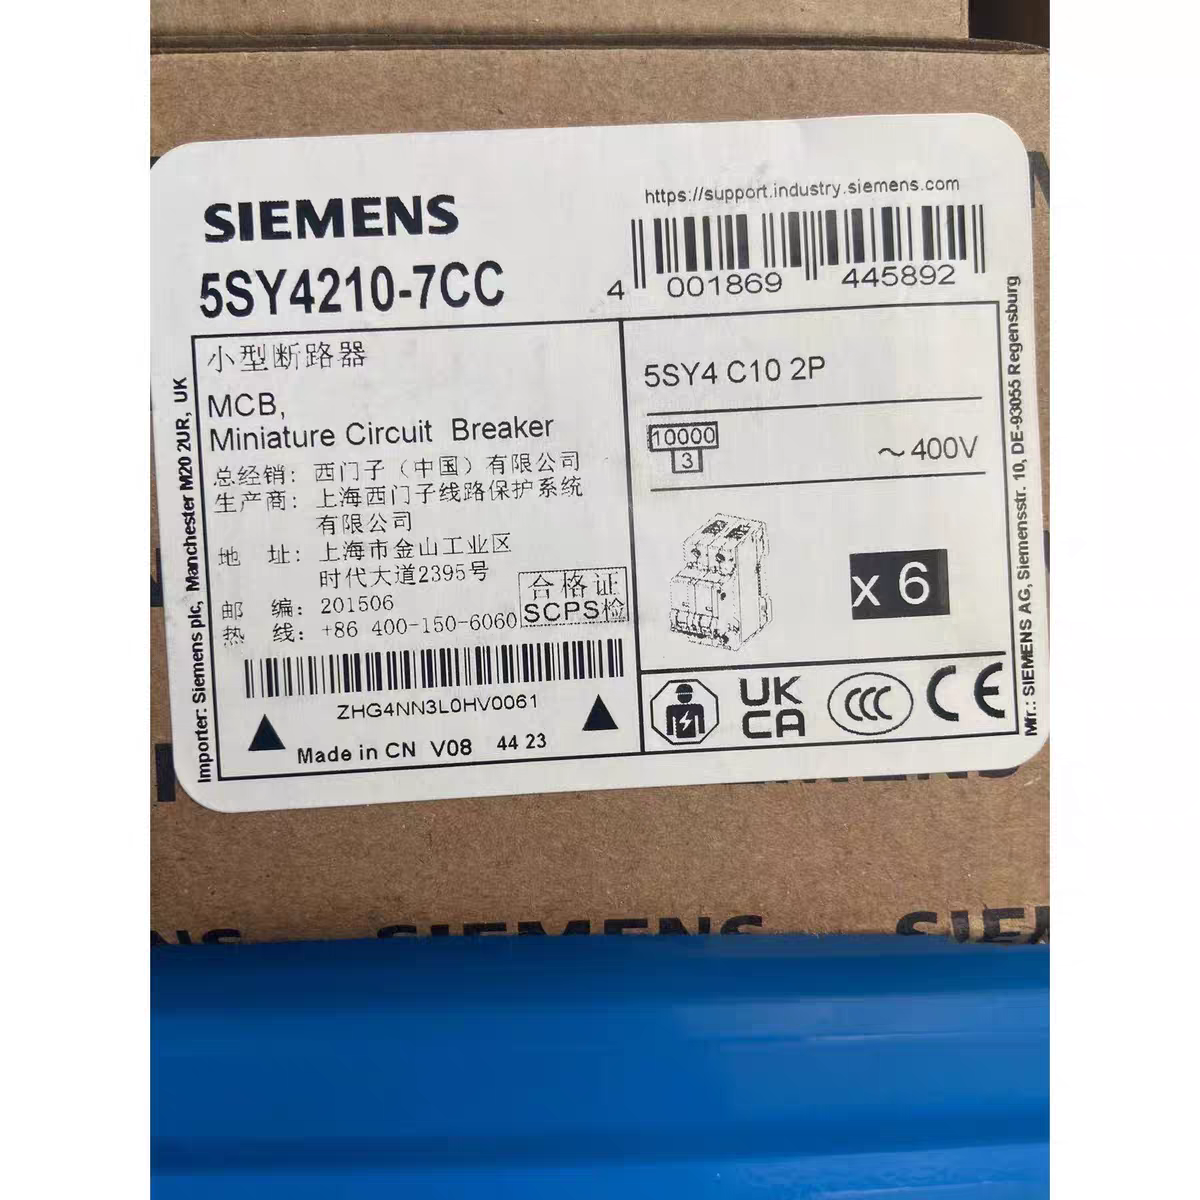 SIEMENS
5SY4210-7CC
https://support.industry.siemens.com
4 001869 445892
小型断路器
MCB,
Miniature Circuit Breaker
总经销: 西门子（中国）有限公司
生产商: 上海西门子线路保护系统
有限公司
地 址: 上海市金山工业区
时代大道2395号
邮 编: 201506
热 线: +86 400-150-6060
合格证
SCPS检
ZHG4NN3L0HV0061
Made in CN V08 44 23
5SY4 C10 2P
10000
3
~400V
x 6
UK
CA
CCC
CE
Importer: Siemens plc, Manchester M20 2UR, UK
Mfr.: SIEMENS AG, Siemensstr. 10, DE-93055 Regensburg
SIEMENS